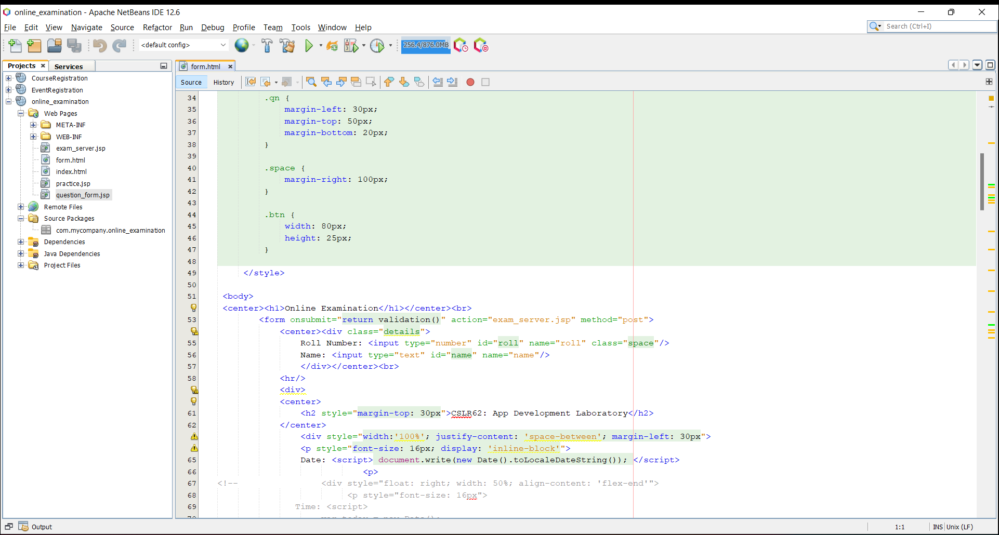 online_examination - Apache NetBeans IDE 12.6
File Edit View Navigate Source Refactor Run Debug Profile Team Tools Window Help
Search (Ctrl+I)
<default config>
256.4/876.0MB
Projects
Services
CourseRegistration
EventRegistration
online_examination
Web Pages
META-INF
WEB-INF
exam_server.jsp
form.html
index.html
practice.jsp
question_form.jsp
Remote Files
Source Packages
com.mycompany.online_examination
Dependencies
Java Dependencies
Project Files
form.html
Source History
34 .qn {
35 margin-left: 30px;
36 margin-top: 50px;
37 margin-bottom: 20px;
38 }
39
40 .space {
41 margin-right: 100px;
42 }
43
44 .btn {
45 width: 80px;
46 height: 25px;
47 }
48
49 </style>
50
51 <body>
<center><h1>Online Examination</h1></center><br>
53 <form onsubmit="return validation()" action="exam_server.jsp" method="post">
<center><div class="details">
55 Roll Number: <input type="number" id="roll" name="roll" class="space"/>
56 Name: <input type="text" id="name" name="name"/>
57 </div></center><br>
58 <hr/>
<div>
<center>
61 <h2 style="margin-top: 30px">CSLR62: App Development Laboratory</h2>
62 </center>
<div style="width:'100%'; justify-content: 'space-between'; margin-left: 30px">
<p style="font-size: 16px; display: 'inline-block'">
65 Date: <script> document.write(new Date().toLocaleDateString()); </script>
66 <p>
67 <!-- <div style="float: right; width: 50%; align-content: 'flex-end'">
68 <p style="font-size: 16px">
69 Time: <script>
70 var today = new Date();
Output
1:1
INS
Unix (LF)